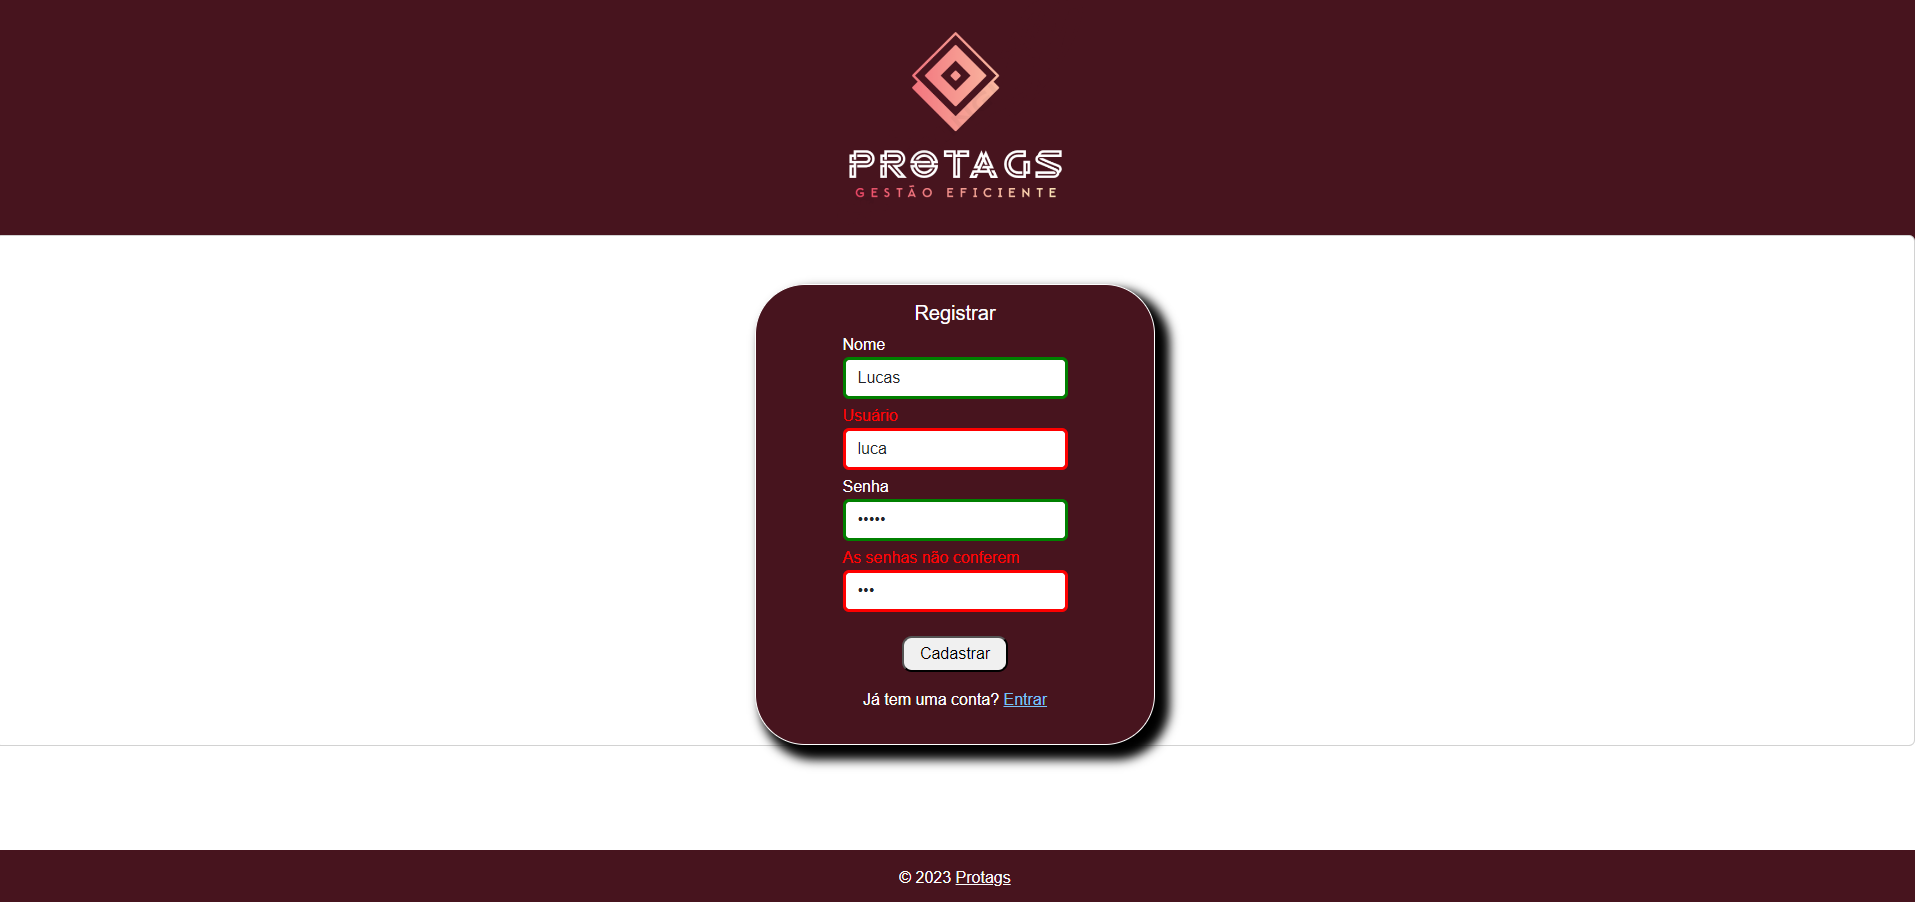 PROTAGS
GESTÃO EFICIENTE
Registrar
Nome
Lucas
Usuário
luca
Senha
•••••
As senhas não conferem
•••
Cadastrar
Já tem uma conta? Entrar
© 2023 Protags